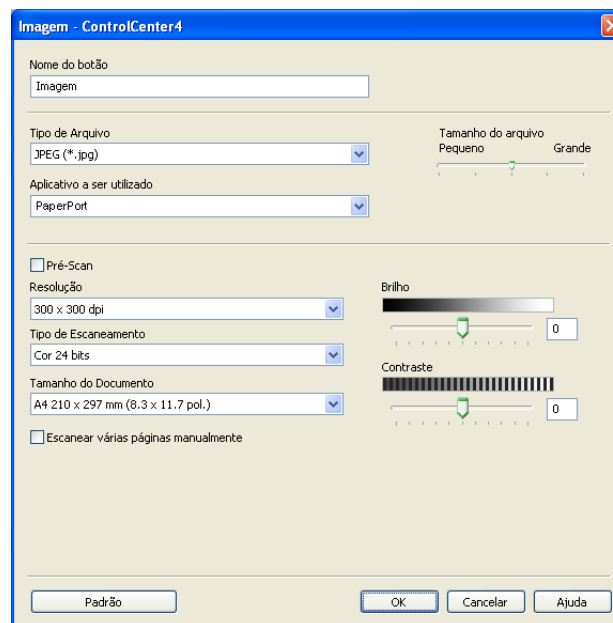 Imagem - ControlCenter4
Nome do botão
Imagem
Tipo de Arquivo
JPEG (*.jpg)
Tamanho do arquivo
Pequeno Grande
Aplicativo a ser utilizado
PaperPort
Pré-Scan
Resolução
300 x 300 dpi
Tipo de Escaneamento
Cor 24 bits
Tamanho do Documento
A4 210 x 297 mm (8.3 x 11.7 pol.)
Escanear várias páginas manualmente
Brilho
0
Contraste
0
Padrão
OK
Cancelar
Ajuda